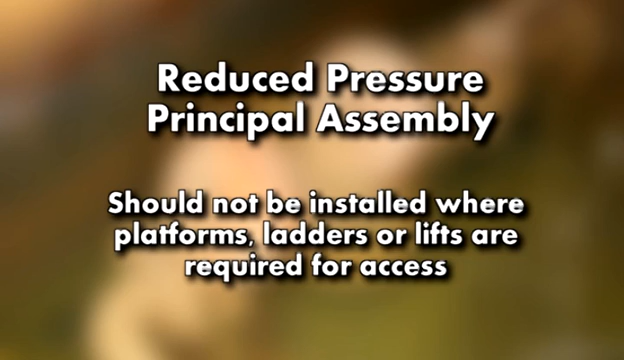 Reduced Pressure
Principal Assembly
Should not be installed where
platforms, ladders or lifts are
required for access